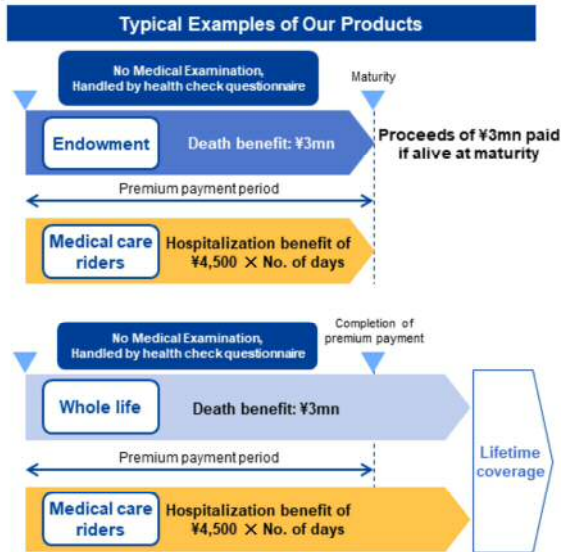 Typical Examples of Our Products
No Medical Examination,
Handled by health check questionnaire
Maturity
Endowment
Death benefit: ¥3mn
Proceeds of ¥3mn paid
if alive at maturity
Premium payment period
Medical care
riders
Hospitalization benefit of
¥4,500 × No. of days
No Medical Examination,
Handled by health check questionnaire
Completion of
premium payment
Whole life
Death benefit: ¥3mn
Lifetime
coverage
Premium payment period
Medical care
riders
Hospitalization benefit of
¥4,500 × No. of days